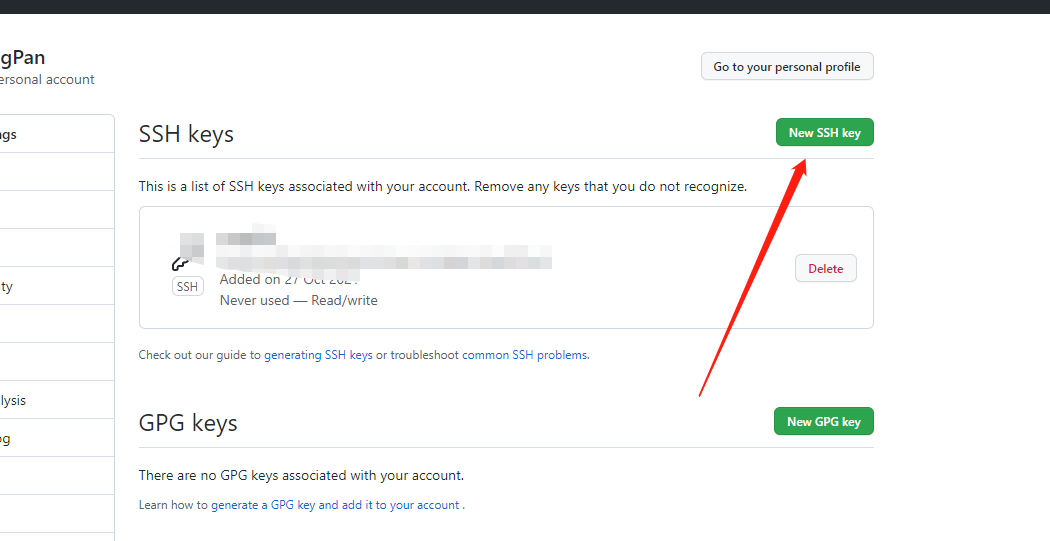 gPan
ersonal account
Go to your personal profile
ngs
SSH keys
New SSH key
This is a list of SSH keys associated with your account. Remove any keys that you do not recognize.
Added on 27 Oct
SSH
Never used — Read/write
Delete
ty
Check out our guide to generating SSH keys or troubleshoot common SSH problems.
lysis
og
GPG keys
New GPG key
There are no GPG keys associated with your account.
Learn how to generate a GPG key and add it to your account .